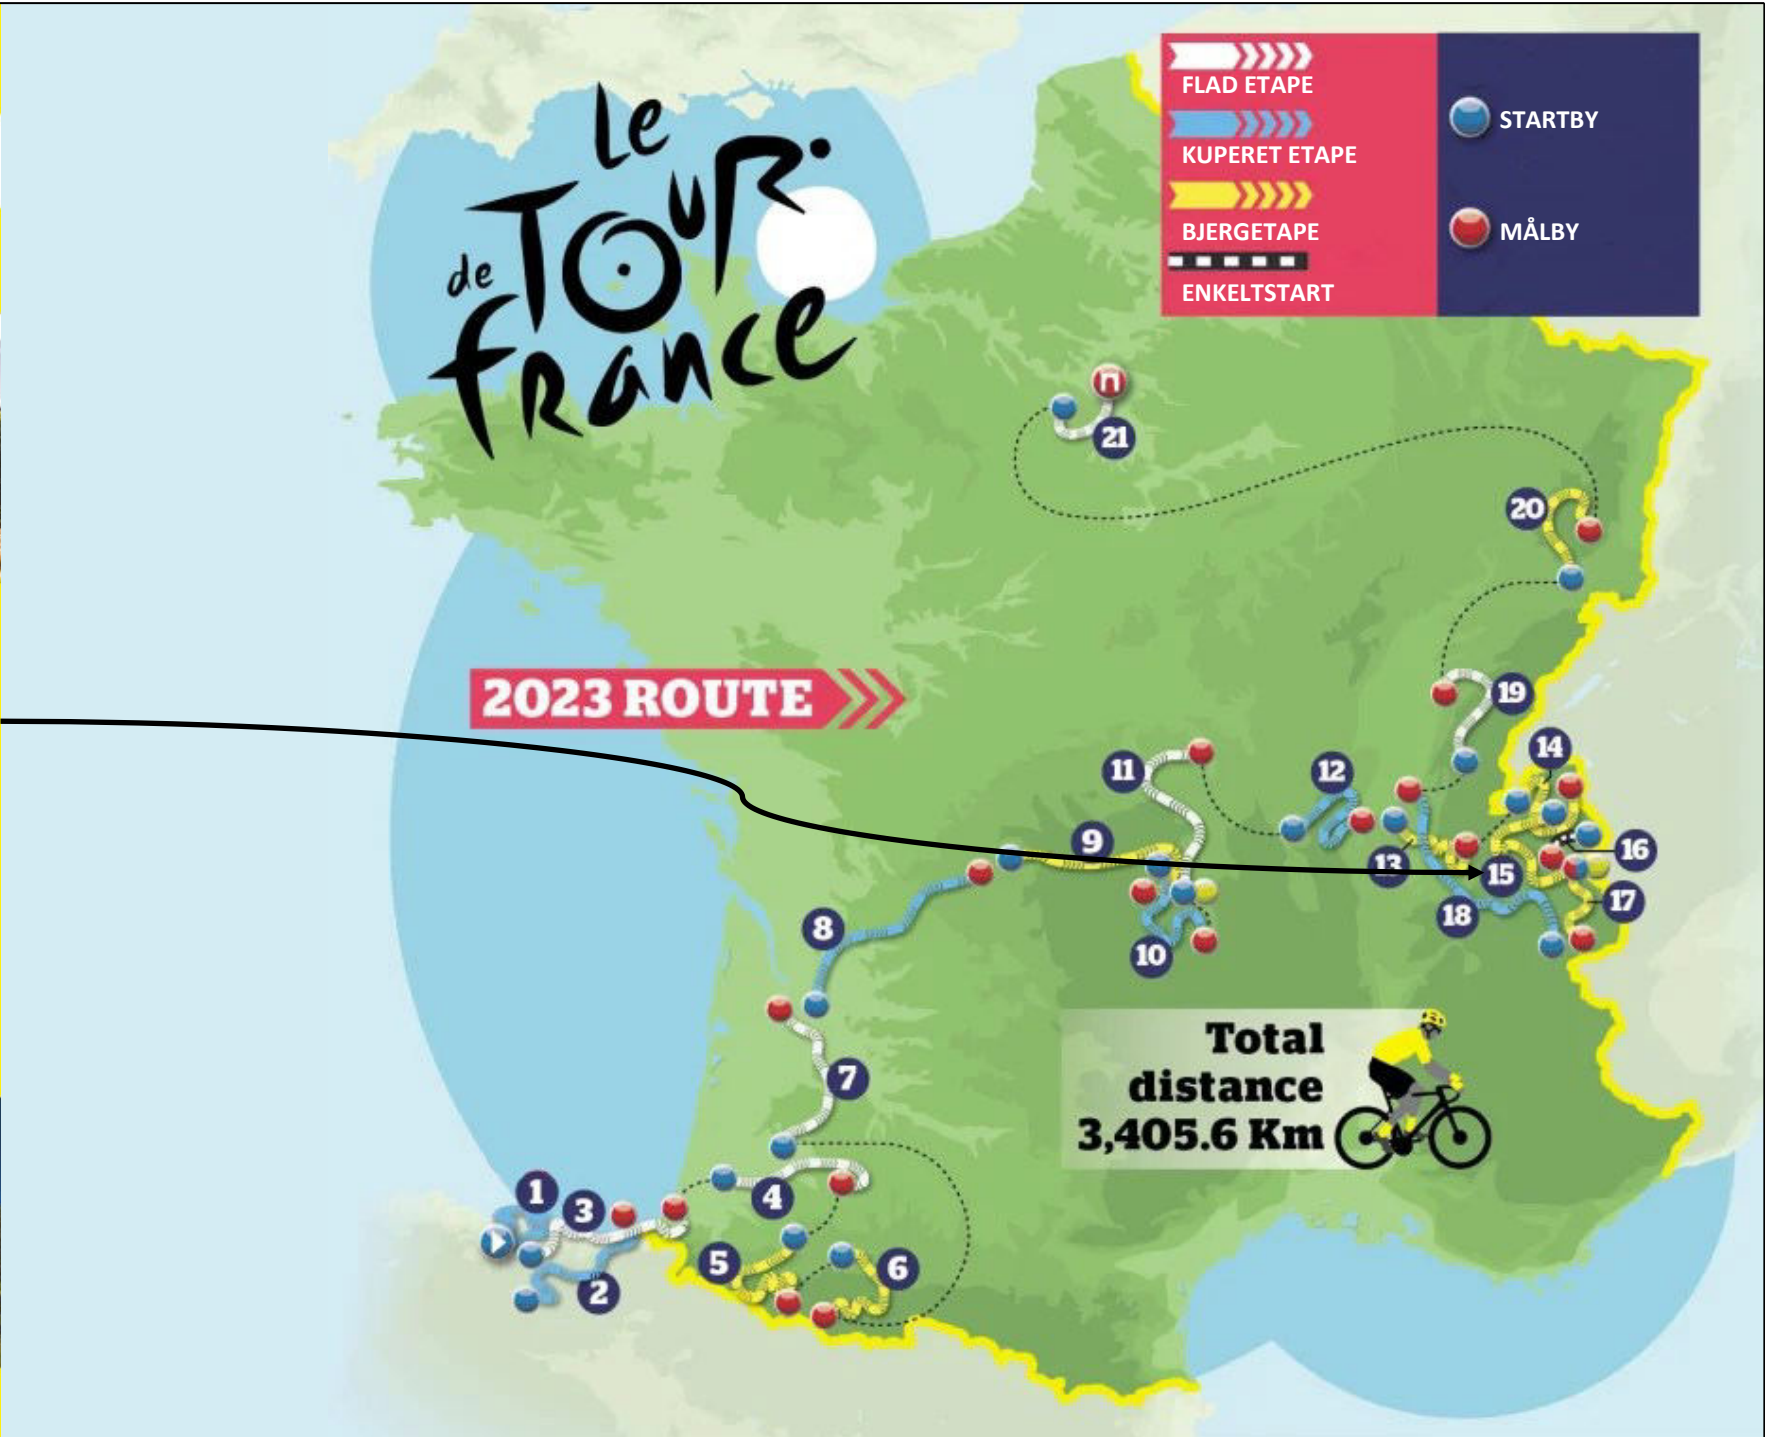 Le
de TOUR
france
FLAD ETAPE
KUPERET ETAPE
BJERGETAPE
ENKELTSTART
STARTBY
MÅLBY
21
20
2023 ROUTE
19
14
11
12
9
13
15
16
17
18
8
10
Total
distance
3,405.6 Km
7
1
3
4
5
6
2